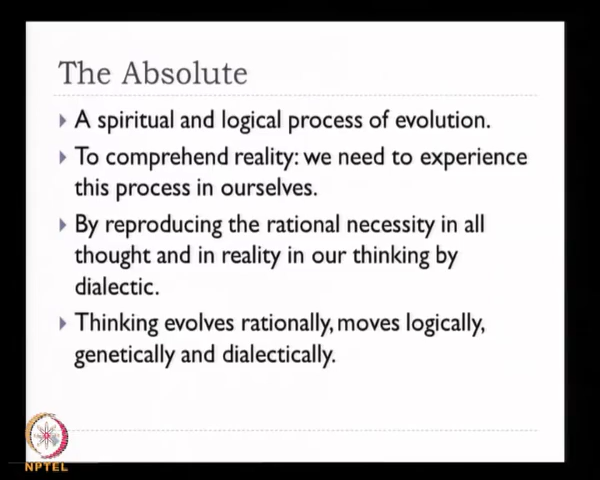 The Absolute
A spiritual and logical process of evolution.
To comprehend reality: we need to experience
this process in ourselves.
By reproducing the rational necessity in all
thought and in reality in our thinking by
dialectic.
Thinking evolves rationally, moves logically,
genetically and dialectically.
NPTEL